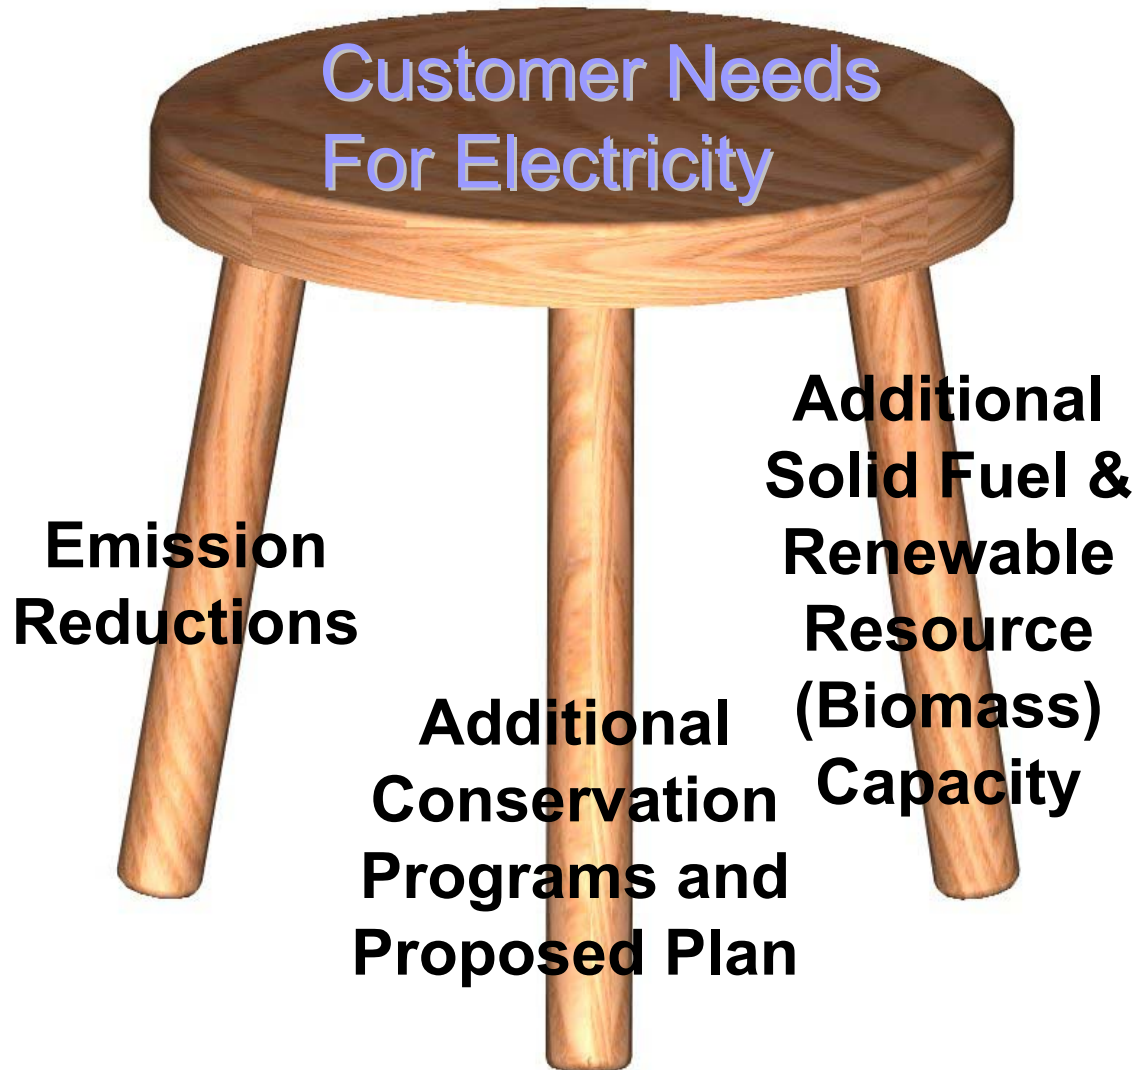 Customer Needs
For Electricity
Emission
Reductions
Additional
Conservation
Programs and
Proposed Plan
Additional
Solid Fuel &
Renewable
Resource
(Biomass)
Capacity